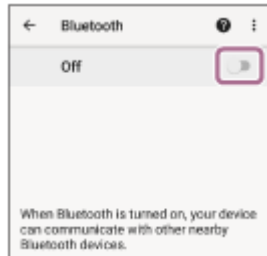 Bluetooth
Off
When Bluetooth is turned on, your device
can communicate with other nearby
Bluetooth devices.